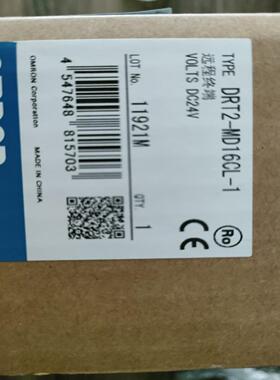 TYPE DRT2-MD16CL-1
远程终端
VOLTS DC24V
LOT No. 11921M
QTY. 1
4 547648 815703
OMRON Corporation
MADE IN CHINA
CE